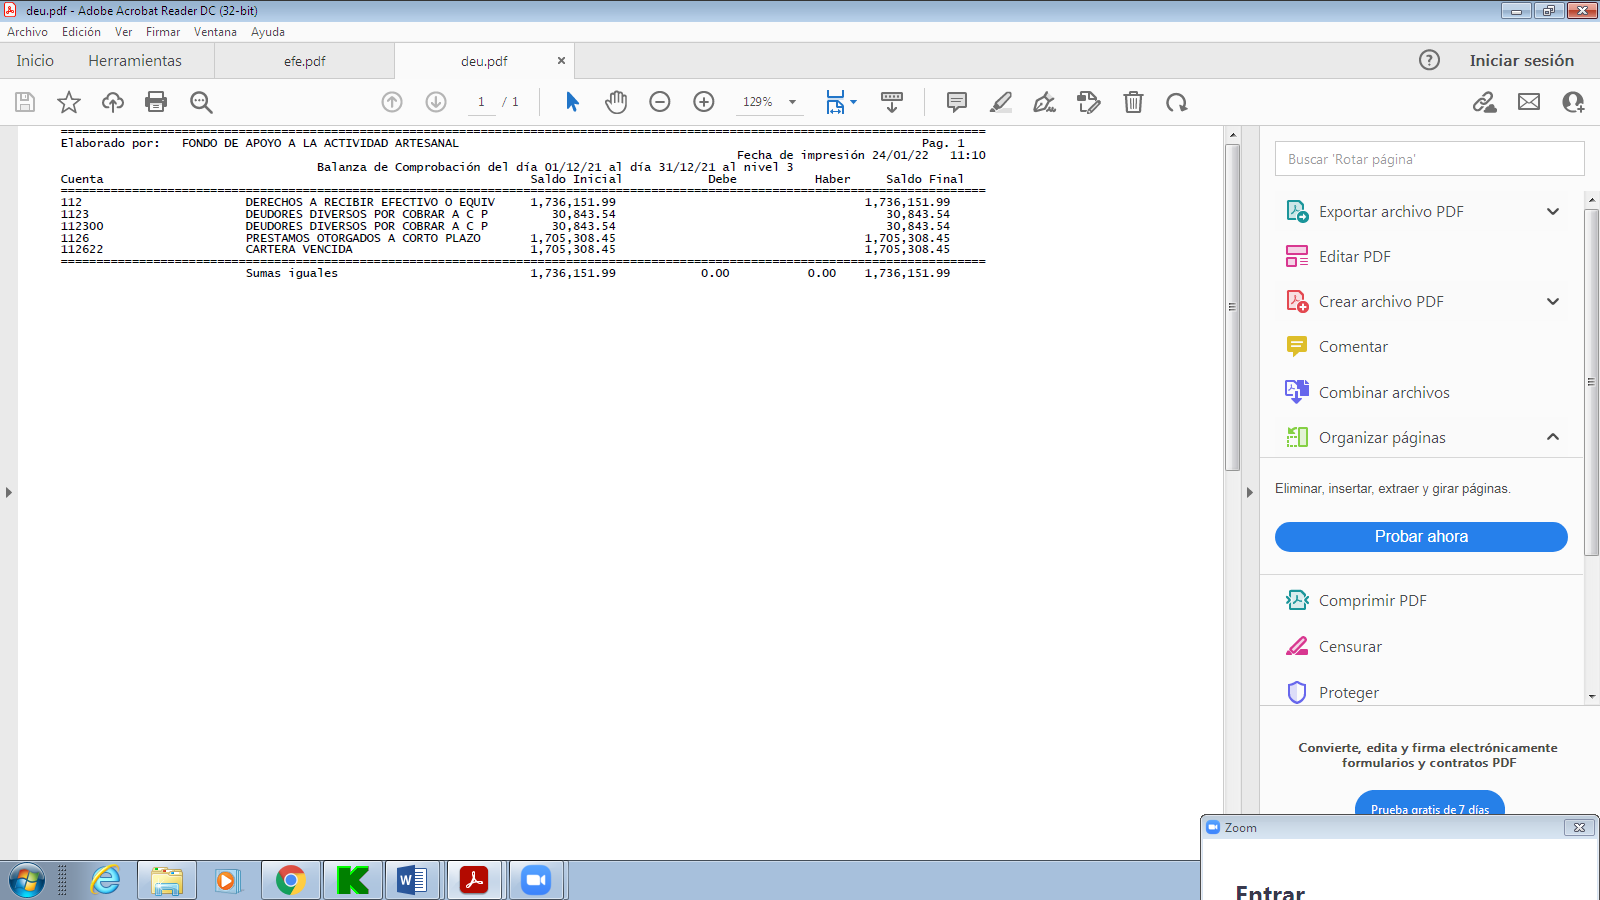 deu.pdf - Adobe Acrobat Reader DC (32-bit)
Archivo Edición Ver Firmar Ventana Ayuda
Inicio Herramientas efe.pdf deu.pdf × ? Iniciar sesión
1 / 1 129%
================================================================
Elaborado por: FONDO DE APOYO A LA ACTIVIDAD ARTESANAL Pag. 1
Fecha de impresión 24/01/22 11:10
Balanza de Comprobación del día 01/12/21 al día 31/12/21 al nivel 3
Cuenta Saldo Inicial Debe Haber Saldo Final
================================================================
112 DERECHOS A RECIBIR EFECTIVO O EQUIV 1,736,151.99 1,736,151.99
1123 DEUDORES DIVERSOS POR COBRAR A C P 30,843.54 30,843.54
112300 DEUDORES DIVERSOS POR COBRAR A C P 30,843.54 30,843.54
1126 PRESTAMOS OTORGADOS A CORTO PLAZO 1,705,308.45 1,705,308.45
112622 CARTERA VENCIDA 1,705,308.45 1,705,308.45
================================================================
Sumas iguales 1,736,151.99 0.00 0.00 1,736,151.99
Buscar 'Rotar página'
Exportar archivo PDF
Editar PDF
Crear archivo PDF
Comentar
Combinar archivos
Organizar páginas
Eliminar, insertar, extraer y girar páginas.
Probar ahora
Comprimir PDF
Censurar
Proteger
Convierte, edita y firma electrónicamente
formularios y contratos PDF
Prueba gratis de 7 días
Zoom
Entrar